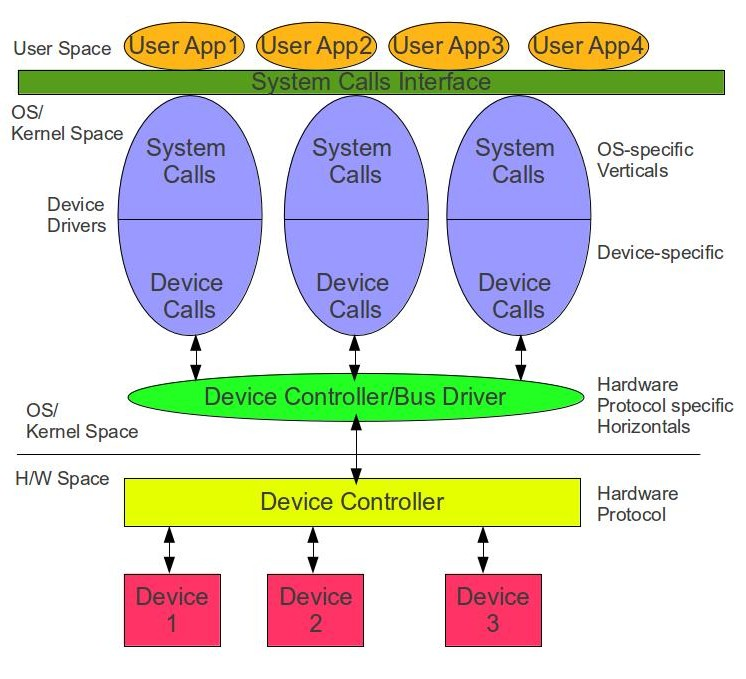 User Space
User App1
User App2
User App3
User App4
System Calls Interface
OS/
Kernel Space
System
Calls
System
Calls
System
Calls
OS-specific
Verticals
Device
Drivers
Device-specific
Device
Calls
Device
Calls
Device
Calls
Device Controller/Bus Driver
Hardware
Protocol specific
Horizontals
OS/
Kernel Space
H/W Space
Device Controller
Hardware
Protocol
Device
1
Device
2
Device
3